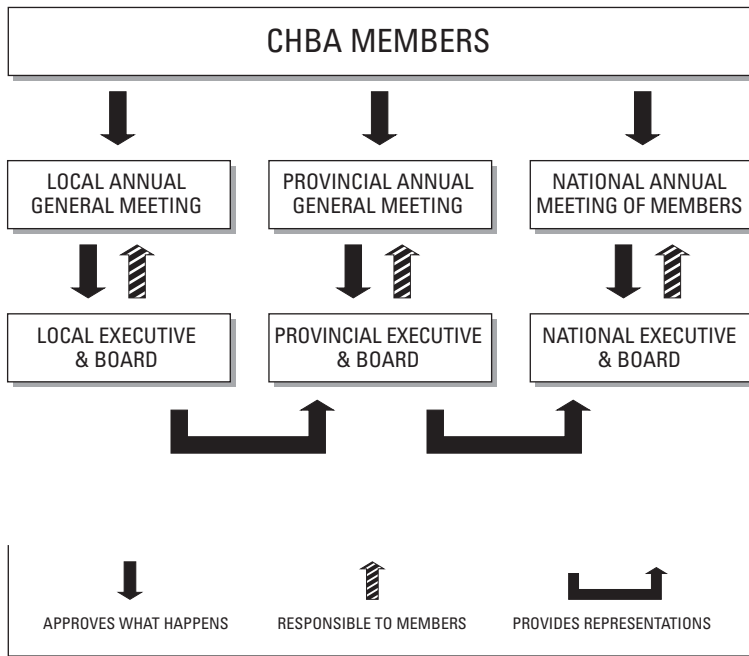 CHBA MEMBERS
LOCAL ANNUAL
GENERAL MEETING
PROVINCIAL ANNUAL
GENERAL MEETING
NATIONAL ANNUAL
MEETING OF MEMBERS
LOCAL EXECUTIVE
& BOARD
PROVINCIAL EXECUTIVE
& BOARD
NATIONAL EXECUTIVE
& BOARD
APPROVES WHAT HAPPENS
RESPONSIBLE TO MEMBERS
PROVIDES REPRESENTATIONS